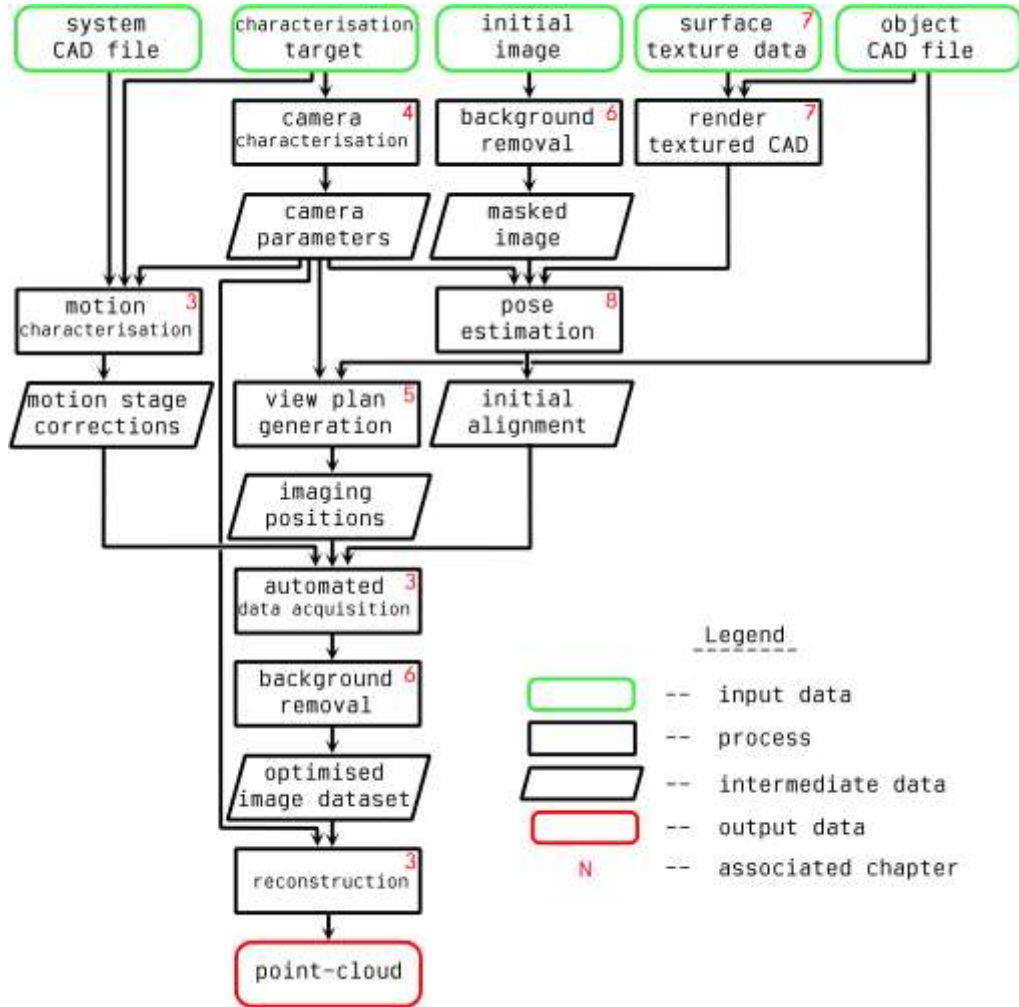 system
CAD file
characterisation
target
initial
image
surface 7
texture data
object
CAD file
camera 4
characterisation
background 6
removal
render 7
textured CAD
camera
parameters
masked
image
motion 3
characterisation
pose 8
estimation
motion stage
corrections
view plan 5
generation
initial
alignment
imaging
positions
automated 3
data acquisition
background 6
removal
optimised
image dataset
3
reconstruction
point-cloud
Legend
-- input data
-- process
-- intermediate data
-- output data
N -- associated chapter